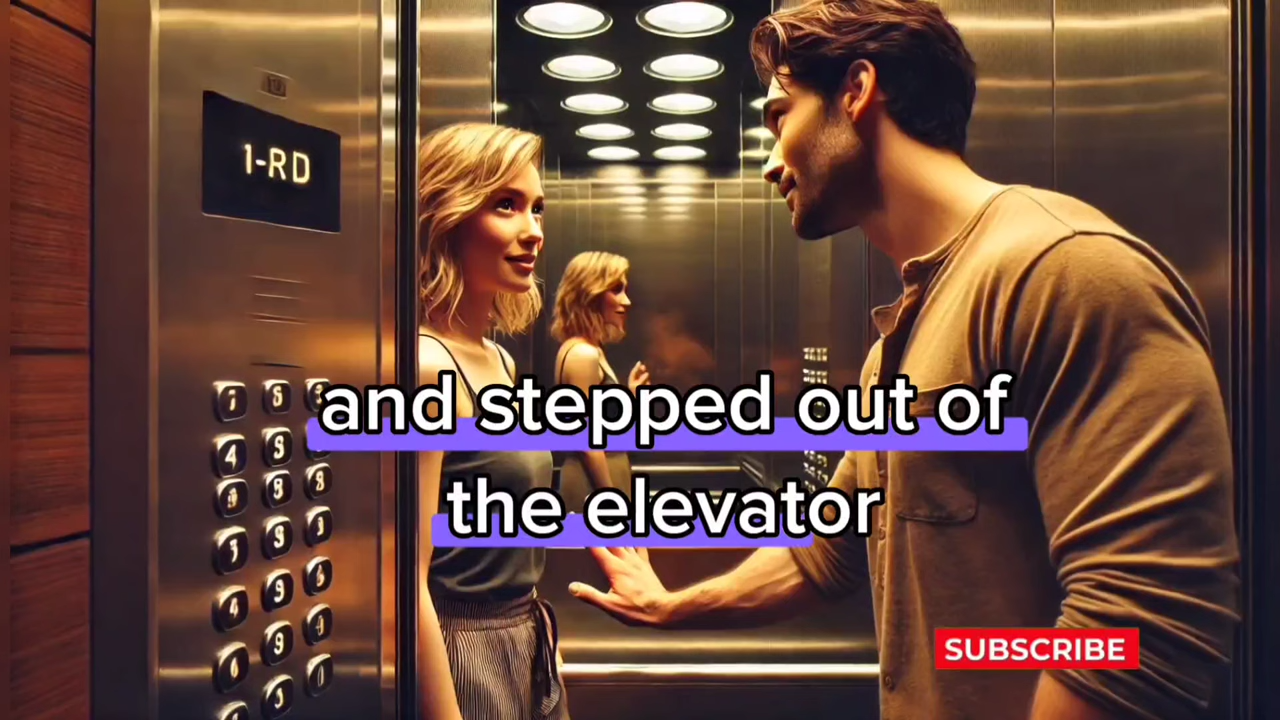 1-RD
and stepped out of
the elevator
SUBSCRIBE